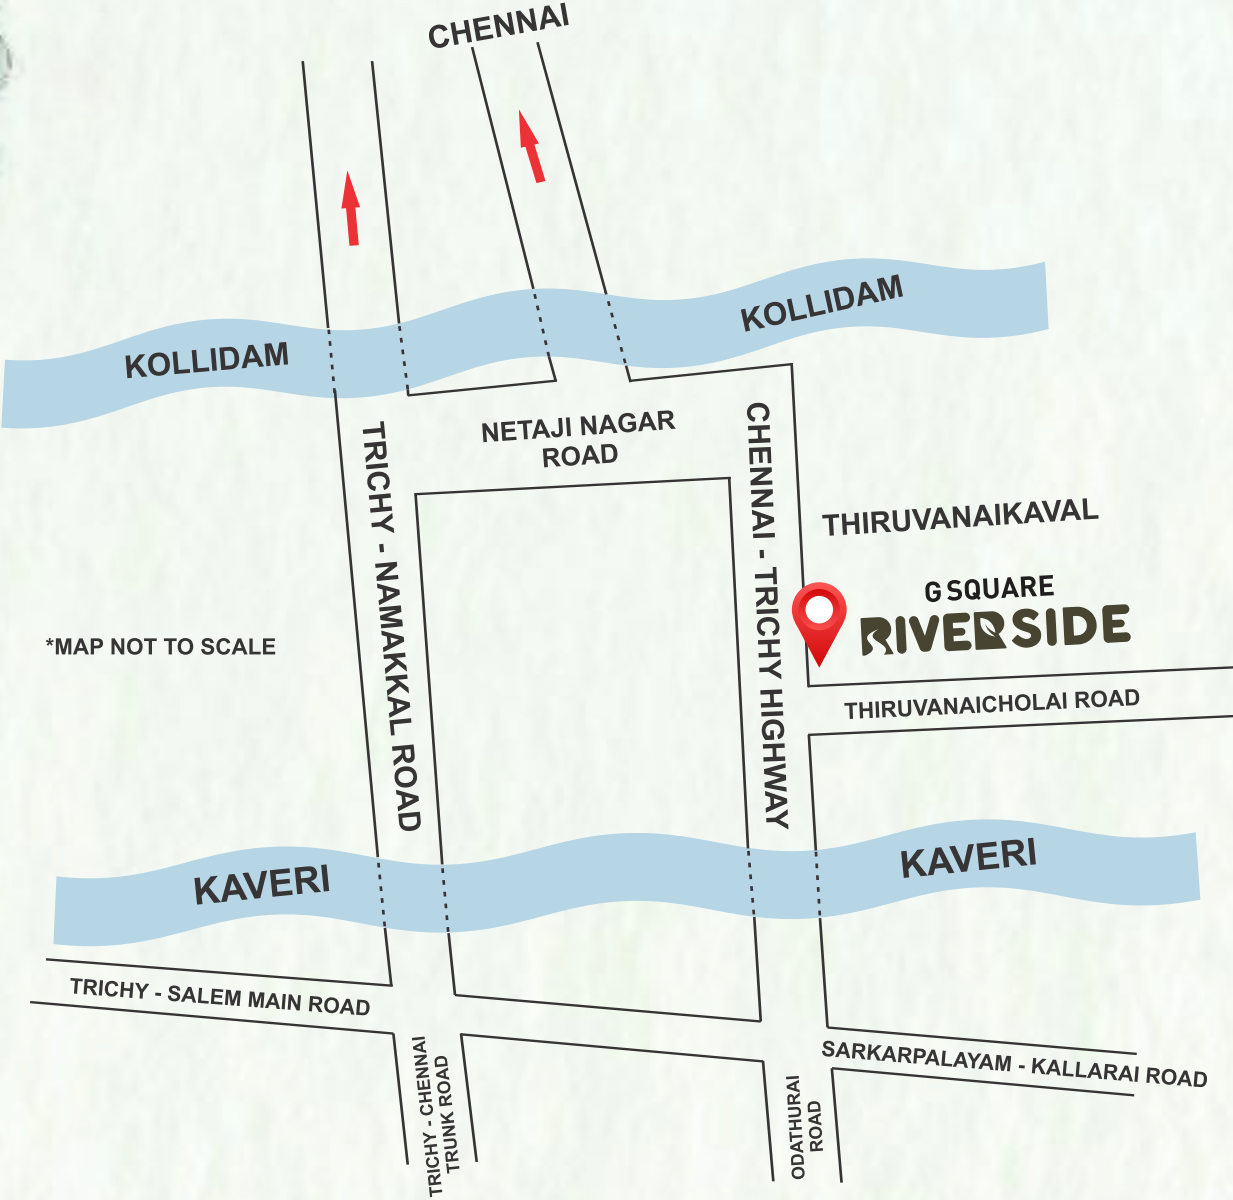 CHENNAI
KOLLIDAM
KOLLIDAM
TRICHY - NAMAKKAL ROAD
NETAJI NAGAR
ROAD
CHENNAI - TRICHY HIGHWAY
THIRUVANAIKAVAL
G SQUARE
RIVERSIDE
*MAP NOT TO SCALE
THIRUVANAICHOLAI ROAD
KAVERI
KAVERI
TRICHY - SALEM MAIN ROAD
TRICHY - CHENNAI
TRUNK ROAD
ODATHURAI
ROAD
SARKARPALAYAM - KALLARAI ROAD